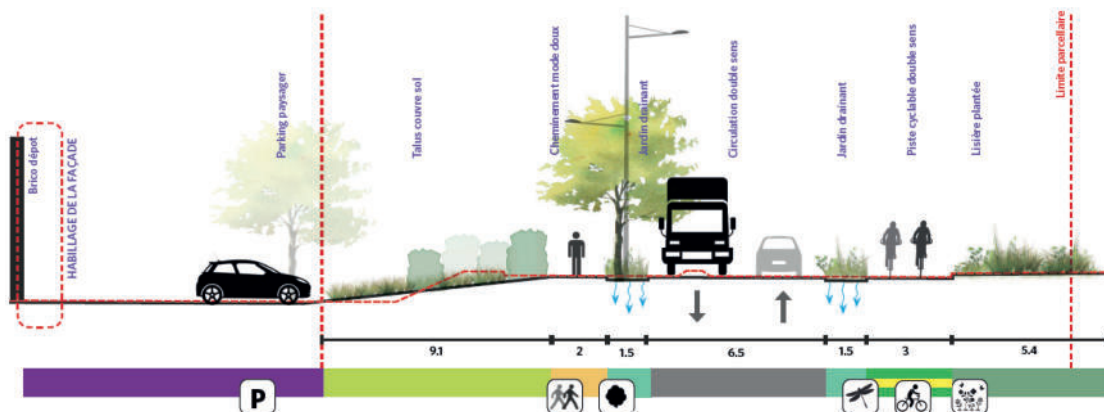 Brico dépot
HABILLAGE DE LA FAÇADE
Parking paysager
Talus couvre sol
Cheminement mode doux
Jardin drainant
Circulation double sens
Jardin drainant
Piste cyclable double sens
Lisière plantée
Limite parcellaire
9.1
2
1.5
6.5
1.5
3
5.4
P